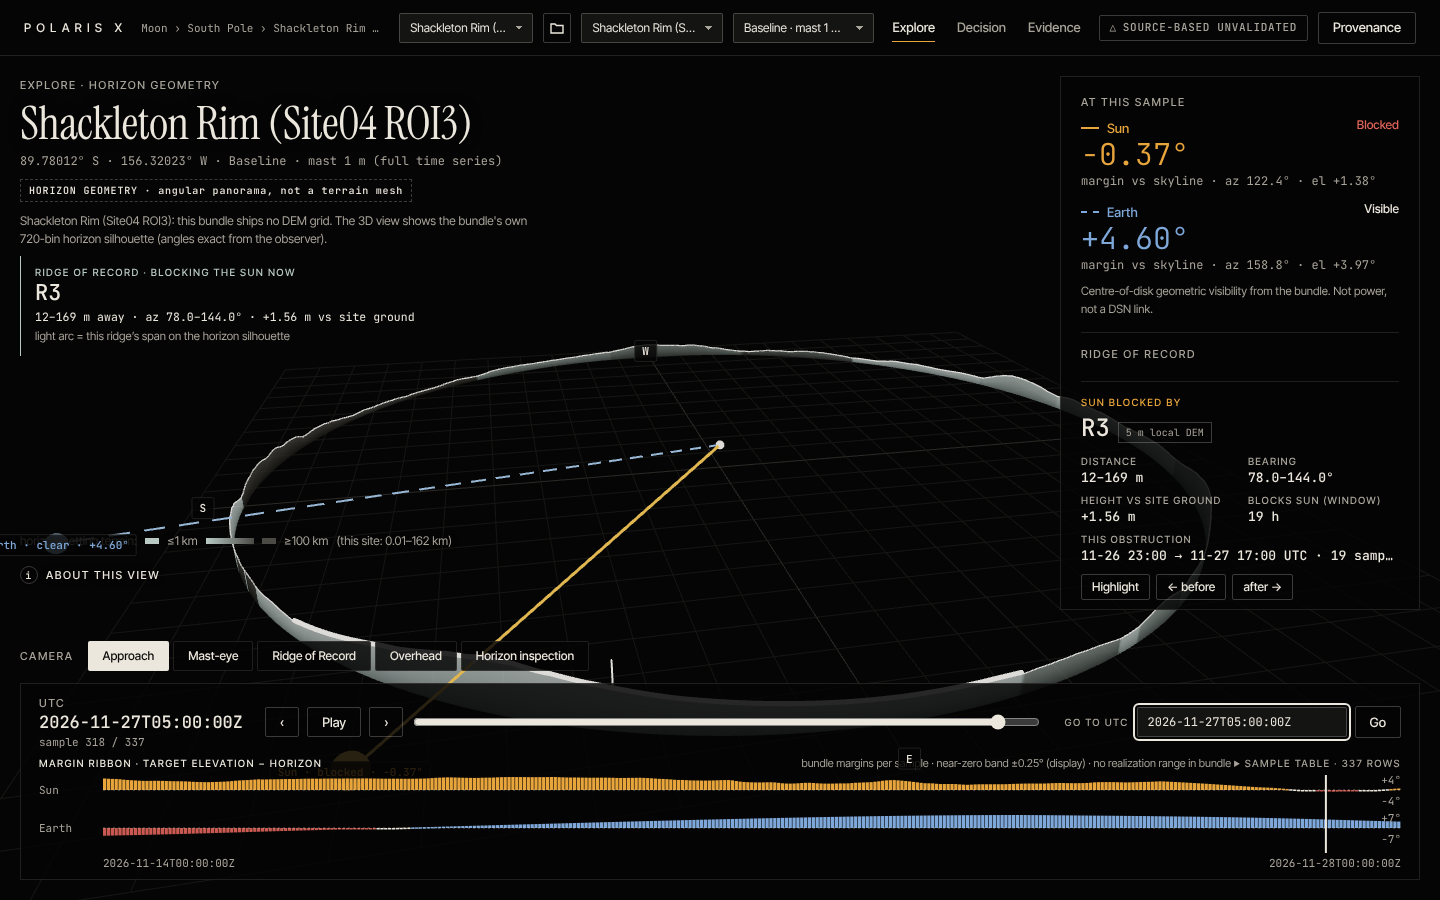 POLARIS X
Moon › South Pole › Shackleton Rim …
Shackleton Rim (...
Shackleton Rim (S...
Baseline · mast 1 ...
Explore
Decision
Evidence
△ SOURCE-BASED UNVALIDATED
Provenance
EXPLORE · HORIZON GEOMETRY
Shackleton Rim (Site04 ROI3)
89.78012° S · 156.32023° W · Baseline · mast 1 m (full time series)
HORIZON GEOMETRY · angular panorama, not a terrain mesh
Shackleton Rim (Site04 ROI3): this bundle ships no DEM grid. The 3D view shows the bundle's own
720-bin horizon silhouette (angles exact from the observer).
RIDGE OF RECORD · BLOCKING THE SUN NOW
R3
12–169 m away · az 78.0–144.0° · +1.56 m vs site ground
light arc = this ridge's span on the horizon silhouette
AT THIS SAMPLE
Sun
Blocked
-0.37°
margin vs skyline · az 122.4° · el +1.38°
Earth
Visible
+4.60°
margin vs skyline · az 158.8° · el +3.97°
Centre-of-disk geometric visibility from the bundle. Not power,
not a DSN link.
RIDGE OF RECORD
SUN BLOCKED BY
R3
5 m local DEM
DISTANCE
BEARING
12–169 m
78.0–144.0°
HEIGHT VS SITE GROUND
BLOCKS SUN (WINDOW)
+1.56 m
19 h
THIS OBSTRUCTION
11-26 23:00 → 11-27 17:00 UTC · 19 samp…
Highlight
← before
after →
W
S
rth · clear · +4.60°
≤1 km
≥100 km
(this site: 0.01–162 km)
i
ABOUT THIS VIEW
CAMERA
Approach
Mast-eye
Ridge of Record
Overhead
Horizon inspection
UTC
2026-11-27T05:00:00Z
sample 318 / 337
‹
Play
›
GO TO UTC
2026-11-27T05:00:00Z
Go
E
Sun · blocked · -0.37°
MARGIN RIBBON · TARGET ELEVATION − HORIZON
bundle margins per s le · near-zero band ±0.25° (display) · no realization range in bundle
▸ SAMPLE TABLE · 337 ROWS
Sun
+4°
-4°
Earth
+7°
-7°
2026-11-14T00:00:00Z
2026-11-28T00:00:00Z